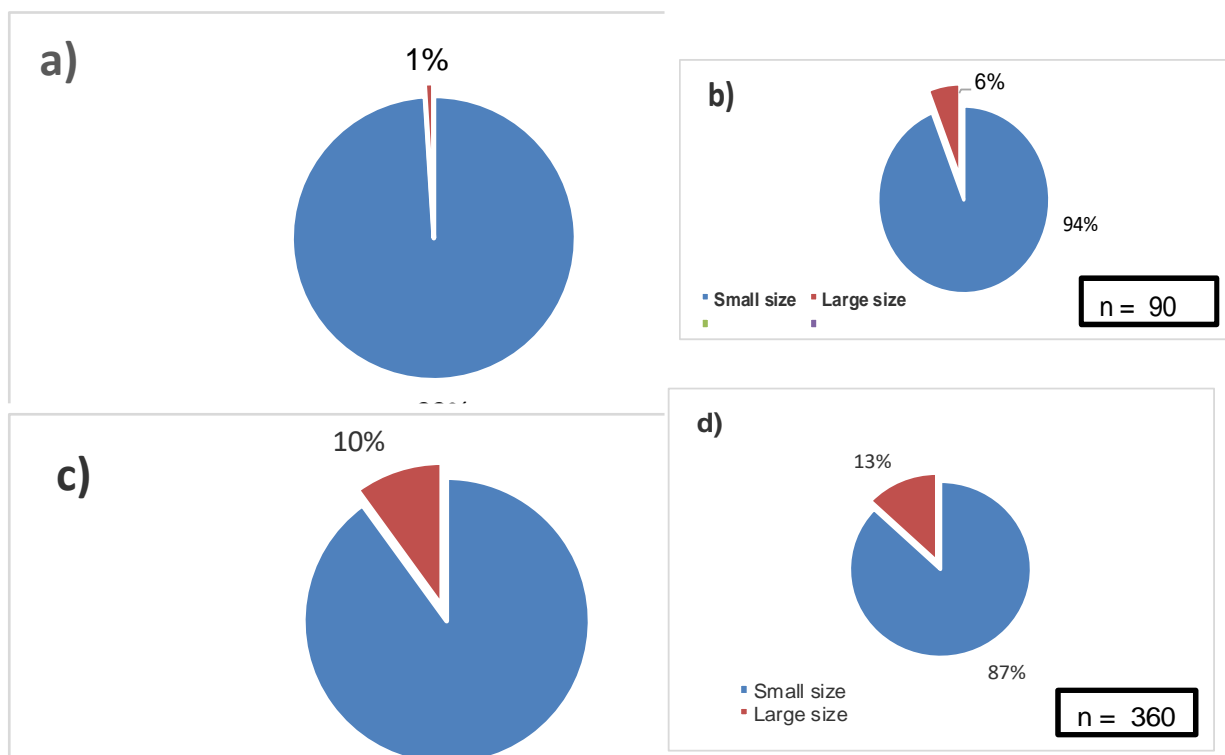 a)
1%
b)
6%
94%
Small size Large size
n = 90
c)
10%
d)
13%
87%
Small size
Large size
n = 360